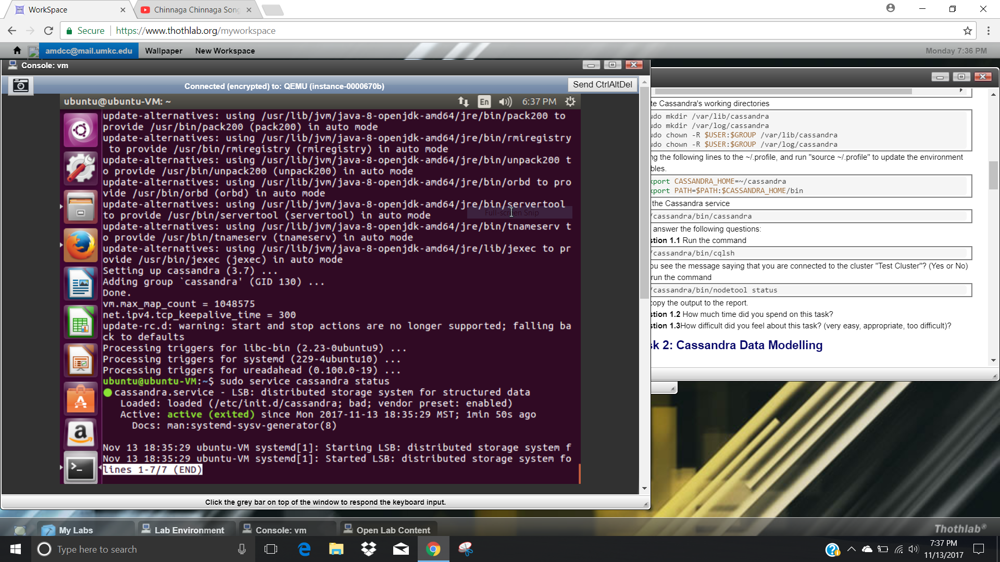 WorkSpace
Chinnaga Chinnaga Song
Secure
https://www.thothlab.org/myworkspace
amdcc@mail.umkc.edu
Wallpaper
New Workspace
Monday 7:36 PM
Console: vm
Connected (encrypted) to: QEMU (instance-0000670b)
Send CtrlAltDel
ubuntu@ubuntu-VM: ~
En
6:37 PM
update-alternatives: using /usr/lib/jvm/java-8-openjdk-amd64/jre/bin/pack200 to
provide /usr/bin/pack200 (pack200) in auto mode
update-alternatives: using /usr/lib/jvm/java-8-openjdk-amd64/jre/bin/rmiregistry
to provide /usr/bin/rmiregistry (rmiregistry) in auto mode
update-alternatives: using /usr/lib/jvm/java-8-openjdk-amd64/jre/bin/unpack200 t
o provide /usr/bin/unpack200 (unpack200) in auto mode
update-alternatives: using /usr/lib/jvm/java-8-openjdk-amd64/jre/bin/orbd to pro
vide /usr/bin/orbd (orbd) in auto mode
update-alternatives: using /usr/lib/jvm/java-8-openjdk-amd64/jre/bin/servertool
to provide /usr/bin/servertool (servertool) in auto mode
Full-screen Snip
update-alternatives: using /usr/lib/jvm/java-8-openjdk-amd64/jre/bin/tnameserv t
o provide /usr/bin/tnameserv (tnameserv) in auto mode
update-alternatives: using /usr/lib/jvm/java-8-openjdk-amd64/jre/lib/jexec to pr
ovide /usr/bin/jexec (jexec) in auto mode
Setting up cassandra (3.7) ...
Adding group `cassandra' (GID 130) ...
Done.
vm.max_map_count = 1048575
net.ipv4.tcp_keepalive_time = 300
update-rc.d: warning: start and stop actions are no longer supported; falling ba
ck to defaults
Processing triggers for libc-bin (2.23-0ubuntu9) ...
Processing triggers for systemd (229-4ubuntu10) ...
Processing triggers for ureadahead (0.100.0-19) ...
ubuntu@ubuntu-VM:~$ sudo service cassandra status
cassandra.service - LSB: distributed storage system for structured data
Loaded: loaded (/etc/init.d/cassandra; bad; vendor preset: enabled)
Active: active (exited) since Mon 2017-11-13 18:35:29 MST; 1min 50s ago
Docs: man:systemd-sysv-generator(8)
Nov 13 18:35:29 ubuntu-VM systemd[1]: Starting LSB: distributed storage system f
Nov 13 18:35:29 ubuntu-VM systemd[1]: Started LSB: distributed storage system fo
lines 1-7/7 (END)
Click the grey bar on top of the window to respond the keyboard input.
te Cassandra's working directories
udo mkdir /var/lib/cassandra
udo mkdir /var/log/cassandra
udo chown -R $USER:$GROUP /var/lib/cassandra
udo chown -R $USER:$GROUP /var/log/cassandra
ng the following lines to the ~/.profile, and run "source ~/.profile" to update the environment
bles.
xport CASSANDRA_HOME=~/cassandra
xport PATH=$PATH:$CASSANDRA_HOME/bin
the Cassandra service
/cassandra/bin/cassandra
answer the following questions:
stion 1.1 Run the command
/cassandra/bin/cqlsh
ou see the message saying that you are connected to the cluster "Test Cluster"? (Yes or No)
run the command
/cassandra/bin/nodetool status
copy the output to the report.
stion 1.2 How much time did you spend on this task?
stion 1.3How difficult did you feel about this task? (very easy, appropriate, too difficult)?
sk 2: Cassandra Data Modelling
My Labs
Lab Environment
Console: vm
Open Lab Content
Thothlab®
Type here to search
7:37 PM
11/13/2017